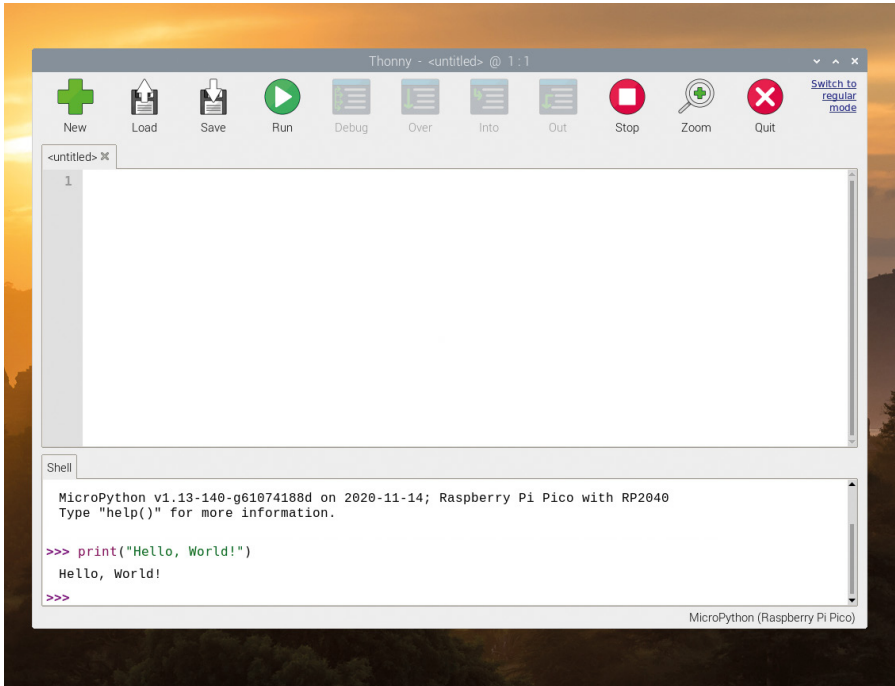 Thonny - <untitled> @ 1:1
New Load Save Run Debug Over Into Out Stop Zoom Quit
Switch to
regular
mode
<untitled>
1
Shell
MicroPython v1.13-140-g61074188d on 2020-11-14; Raspberry Pi Pico with RP2040
Type "help()" for more information.
>>> print("Hello, World!")
Hello, World!
>>>
MicroPython (Raspberry Pi Pico)